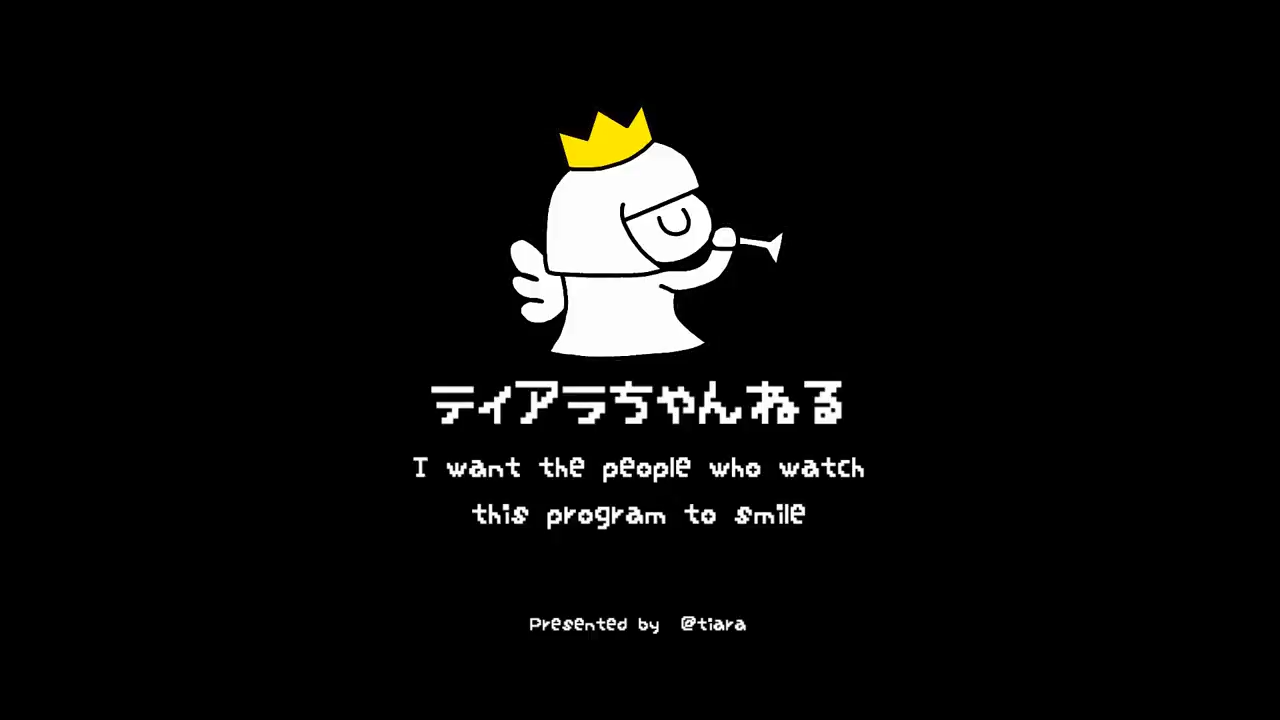 ティアラちゃんねる
I want the people who watch
this program to smile
Presented by @tiara